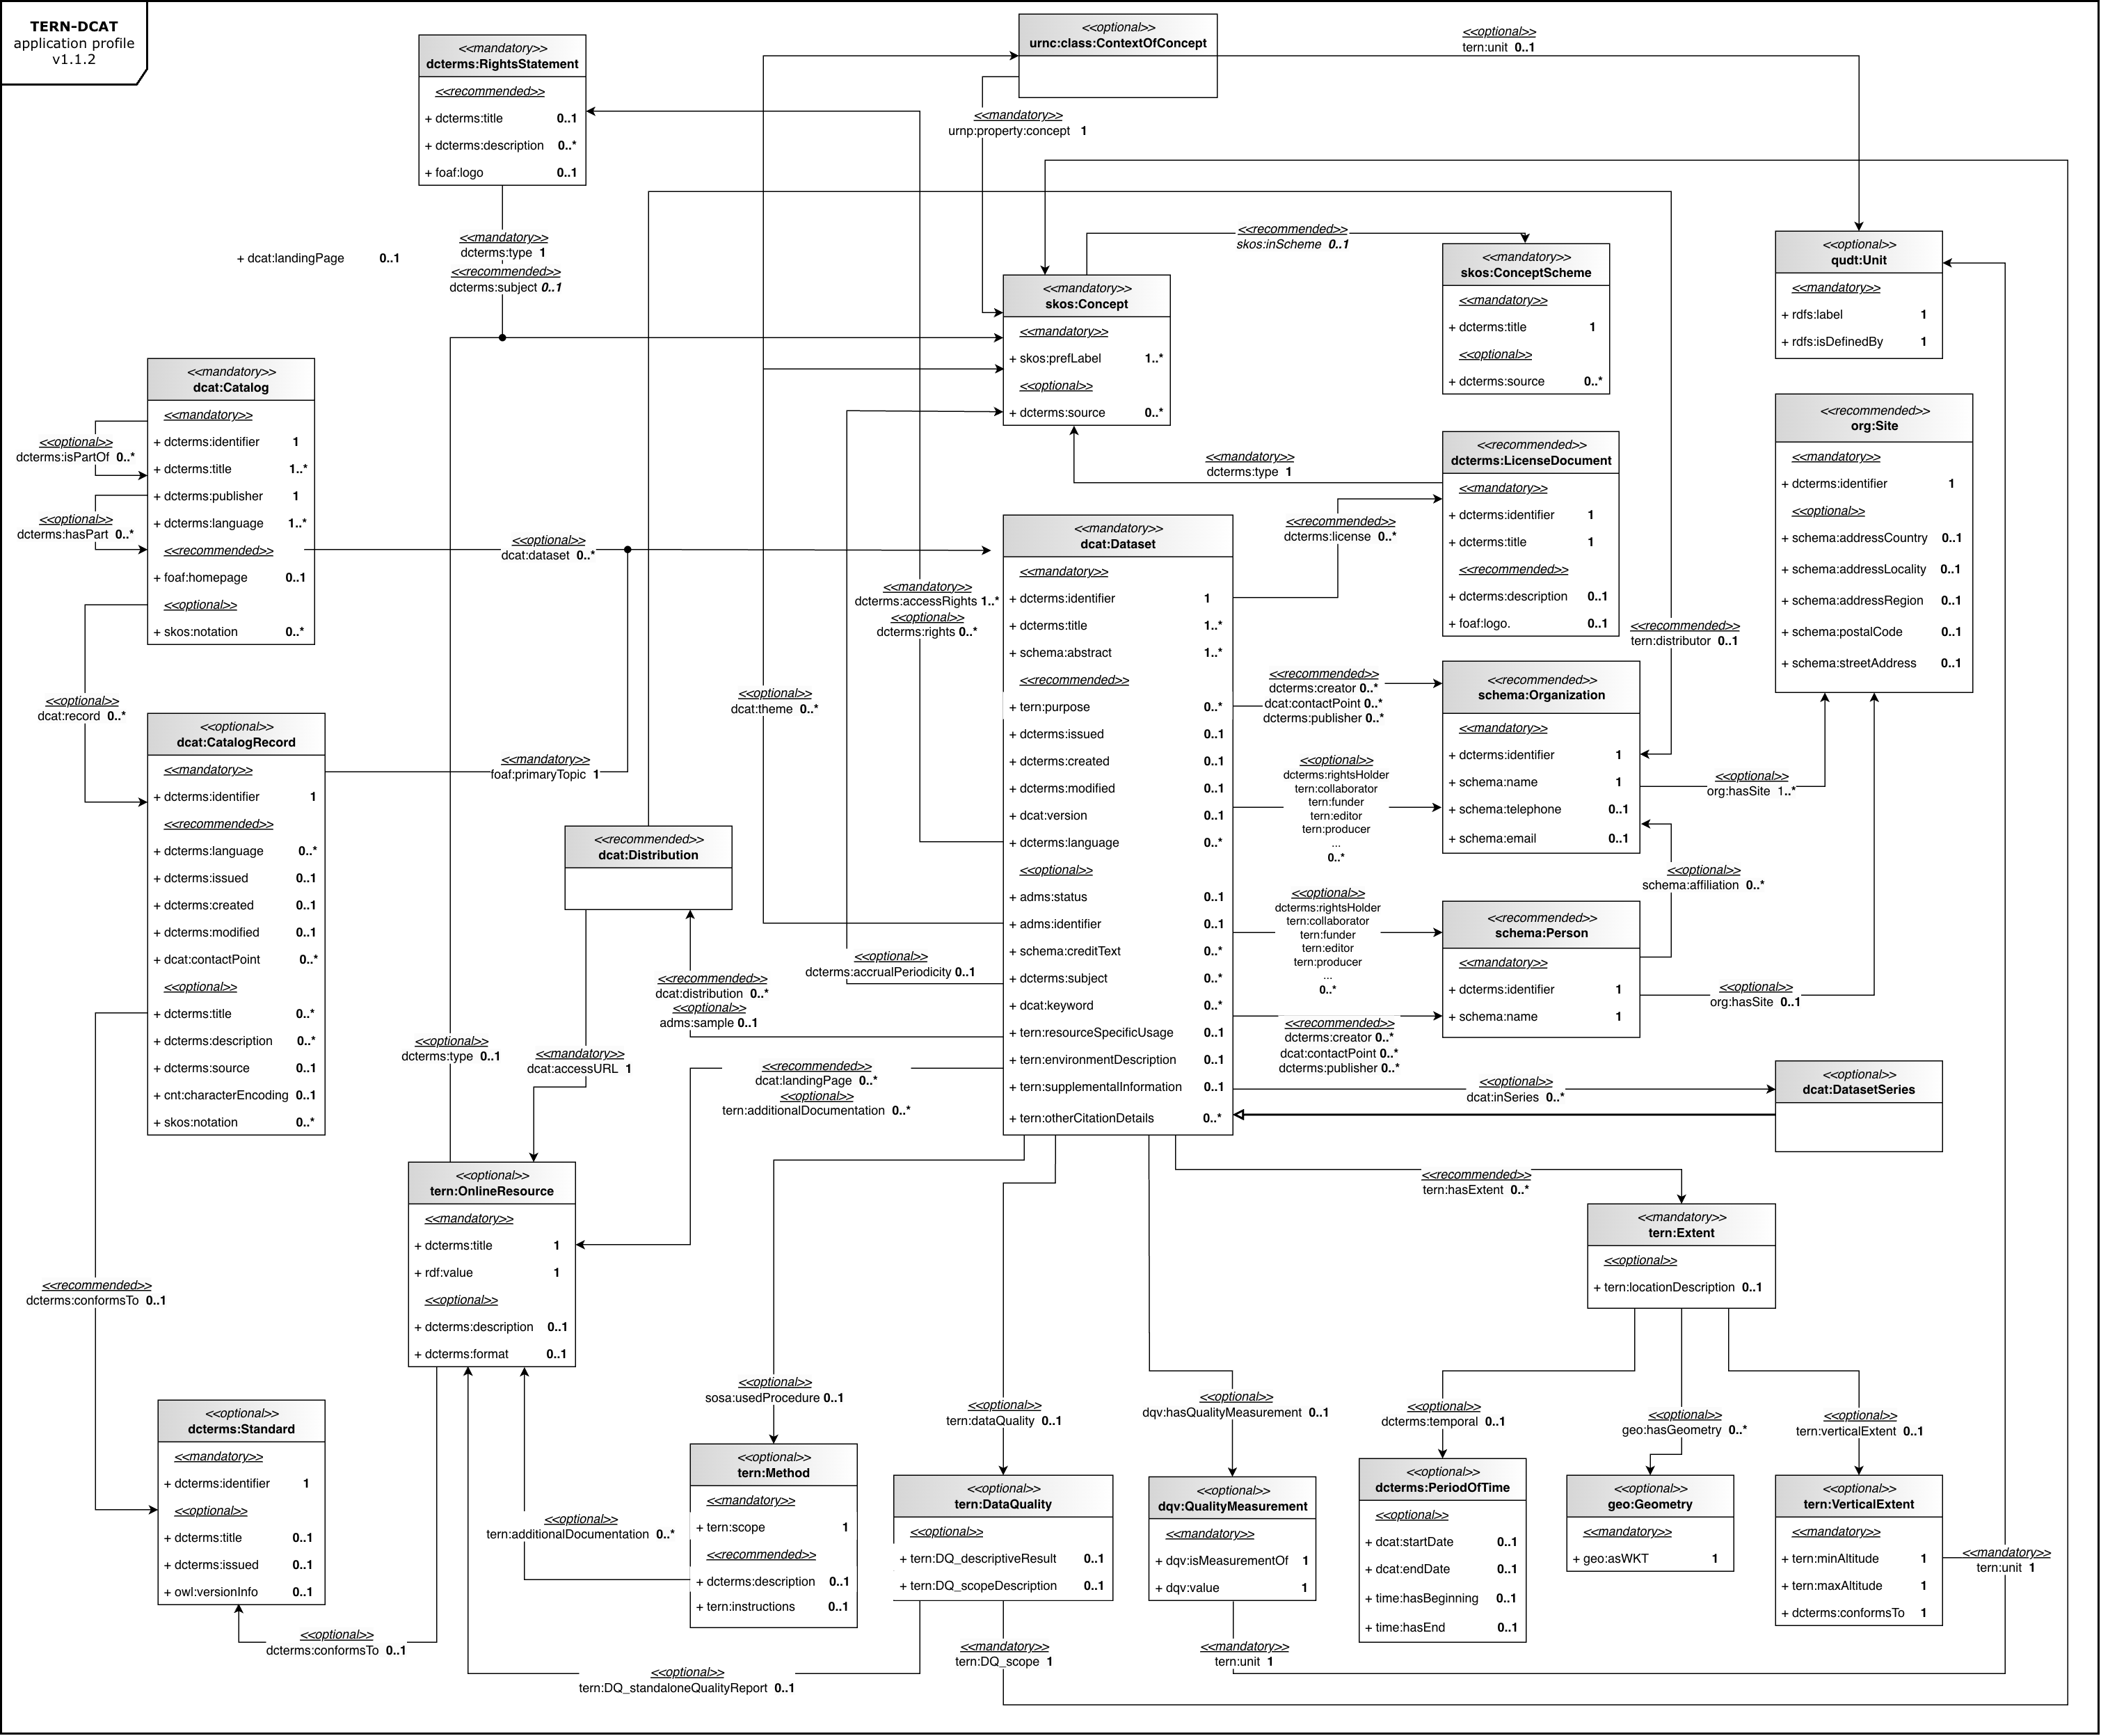 TERN-DCAT
application profile
v1.1.2
<<mandatory>>
dcterms:RightsStatement
<<recommended>>
+ dcterms:title 0..1
+ dcterms:description 0..*
+ foaf:logo 0..1
<<mandatory>>
dcterms:type 1
<<recommended>>
dcterms:subject 0..1
+ dcat:landingPage 0..1
<<optional>>
urnc:class:ContextOfConcept
<<optional>>
tern:unit 0..1
<<mandatory>>
urnp:property:concept 1
<<recommended>>
skos:inScheme 0..1
<<mandatory>>
skos:Concept
<<mandatory>>
+ skos:prefLabel 1..*
<<optional>>
+ dcterms:source 0..*
<<mandatory>>
skos:ConceptScheme
<<mandatory>>
+ dcterms:title 1
<<optional>>
+ dcterms:source 0..*
<<optional>>
qudt:Unit
<<mandatory>>
+ rdfs:label 1
+ rdfs:isDefinedBy 1
<<mandatory>>
dcat:Catalog
<<mandatory>>
+ dcterms:identifier 1
+ dcterms:title 1..*
+ dcterms:publisher 1
+ dcterms:language 1..*
<<recommended>>
+ foaf:homepage 0..1
<<optional>>
+ skos:notation 0..*
<<optional>>
dcterms:isPartOf 0..*
<<optional>>
dcterms:hasPart 0..*
<<optional>>
dcat:dataset 0..*
<<optional>>
dcat:record 0..*
<<mandatory>>
dcterms:type 1
<<recommended>>
dcterms:LicenseDocument
<<mandatory>>
+ dcterms:identifier 1
+ dcterms:title 1
<<recommended>>
+ dcterms:description 0..1
+ foaf:logo. 0..1
<<recommended>>
dcterms:license 0..*
<<recommended>>
org:Site
<<mandatory>>
+ dcterms:identifier 1
<<optional>>
+ schema:addressCountry 0..1
+ schema:addressLocality 0..1
+ schema:addressRegion 0..1
+ schema:postalCode 0..1
+ schema:streetAddress 0..1
<<mandatory>>
dcat:Dataset
<<mandatory>>
+ dcterms:identifier 1
+ dcterms:title 1..*
+ schema:abstract 1..*
<<recommended>>
+ tern:purpose 0..*
+ dcterms:issued 0..1
+ dcterms:created 0..1
+ dcterms:modified 0..1
+ dcat:version 0..1
+ dcterms:language 0..*
<<optional>>
+ adms:status 0..1
+ adms:identifier 0..1
+ schema:creditText 0..*
+ dcterms:subject 0..*
+ dcat:keyword 0..*
+ tern:resourceSpecificUsage 0..1
+ tern:environmentDescription 0..1
+ tern:supplementalInformation 0..1
+ tern:otherCitationDetails 0..*
<<mandatory>>
dcterms:accessRights 1..*
<<optional>>
dcterms:rights 0..*
<<optional>>
dcat:theme 0..*
<<recommended>>
tern:distributor 0..1
<<recommended>>
dcterms:creator 0..*
dcat:contactPoint 0..*
dcterms:publisher 0..*
<<recommended>>
schema:Organization
<<mandatory>>
+ dcterms:identifier 1
+ schema:name 1
+ schema:telephone 0..1
+ schema:email 0..1
<<optional>>
org:hasSite 1..*
<<optional>>
dcterms:rightsHolder
tern:collaborator
tern:funder
tern:editor
tern:producer
...
0..*
<<optional>>
schema:affiliation 0..*
<<optional>>
dcterms:rightsHolder
tern:collaborator
tern:funder
tern:editor
tern:producer
...
0..*
<<recommended>>
schema:Person
<<mandatory>>
+ dcterms:identifier 1
+ schema:name 1
<<optional>>
org:hasSite 0..1
<<recommended>>
dcterms:creator 0..*
dcat:contactPoint 0..*
dcterms:publisher 0..*
<<optional>>
dcat:inSeries 0..*
<<optional>>
dcat:DatasetSeries
<<optional>>
dcat:CatalogRecord
<<mandatory>>
+ dcterms:identifier 1
<<recommended>>
+ dcterms:language 0..*
+ dcterms:issued 0..1
+ dcterms:created 0..1
+ dcterms:modified 0..1
+ dcat:contactPoint 0..*
<<optional>>
+ dcterms:title 0..*
+ dcterms:description 0..*
+ dcterms:source 0..1
+ cnt:characterEncoding 0..1
+ skos:notation 0..*
<<mandatory>>
foaf:primaryTopic 1
<<recommended>>
dcat:Distribution
<<optional>>
dcterms:accrualPeriodicity 0..1
<<recommended>>
dcat:distribution 0..*
<<optional>>
adms:sample 0..1
<<optional>>
dcterms:type 0..1
<<mandatory>>
dcat:accessURL 1
<<recommended>>
dcat:landingPage 0..*
<<optional>>
tern:additionalDocumentation 0..*
<<optional>>
tern:OnlineResource
<<mandatory>>
+ dcterms:title 1
+ rdf:value 1
<<optional>>
+ dcterms:description 0..1
+ dcterms:format 0..1
<<recommended>>
tern:hasExtent 0..*
<<mandatory>>
tern:Extent
<<optional>>
+ tern:locationDescription 0..1
<<recommended>>
dcterms:conformsTo 0..1
<<optional>>
dcterms:Standard
<<mandatory>>
+ dcterms:identifier 1
<<optional>>
+ dcterms:title 0..1
+ dcterms:issued 0..1
+ owl:versionInfo 0..1
<<optional>>
dcterms:conformsTo 0..1
<<optional>>
sosa:usedProcedure 0..1
<<optional>>
tern:Method
<<mandatory>>
+ tern:scope 1
<<recommended>>
+ dcterms:description 0..1
+ tern:instructions 0..1
<<optional>>
tern:additionalDocumentation 0..*
<<optional>>
tern:dataQuality 0..1
<<optional>>
tern:DataQuality
<<optional>>
+ tern:DQ_descriptiveResult 0..1
+ tern:DQ_scopeDescription 0..1
<<optional>>
dqv:hasQualityMeasurement 0..1
<<optional>>
dqv:QualityMeasurement
<<mandatory>>
+ dqv:isMeasurementOf 1
+ dqv:value 1
<<optional>>
dcterms:temporal 0..1
<<optional>>
dcterms:PeriodOfTime
<<optional>>
+ dcat:startDate 0..1
+ dcat:endDate 0..1
+ time:hasBeginning 0..1
+ time:hasEnd 0..1
<<optional>>
geo:hasGeometry 0..*
<<optional>>
geo:Geometry
<<mandatory>>
+ geo:asWKT 1
<<optional>>
tern:verticalExtent 0..1
<<optional>>
tern:VerticalExtent
<<mandatory>>
+ tern:minAltitude 1
+ tern:maxAltitude 1
+ dcterms:conformsTo 1
<<mandatory>>
tern:unit 1
<<optional>>
tern:DQ_standaloneQualityReport 0..1
<<mandatory>>
tern:DQ_scope 1
<<mandatory>>
tern:unit 1